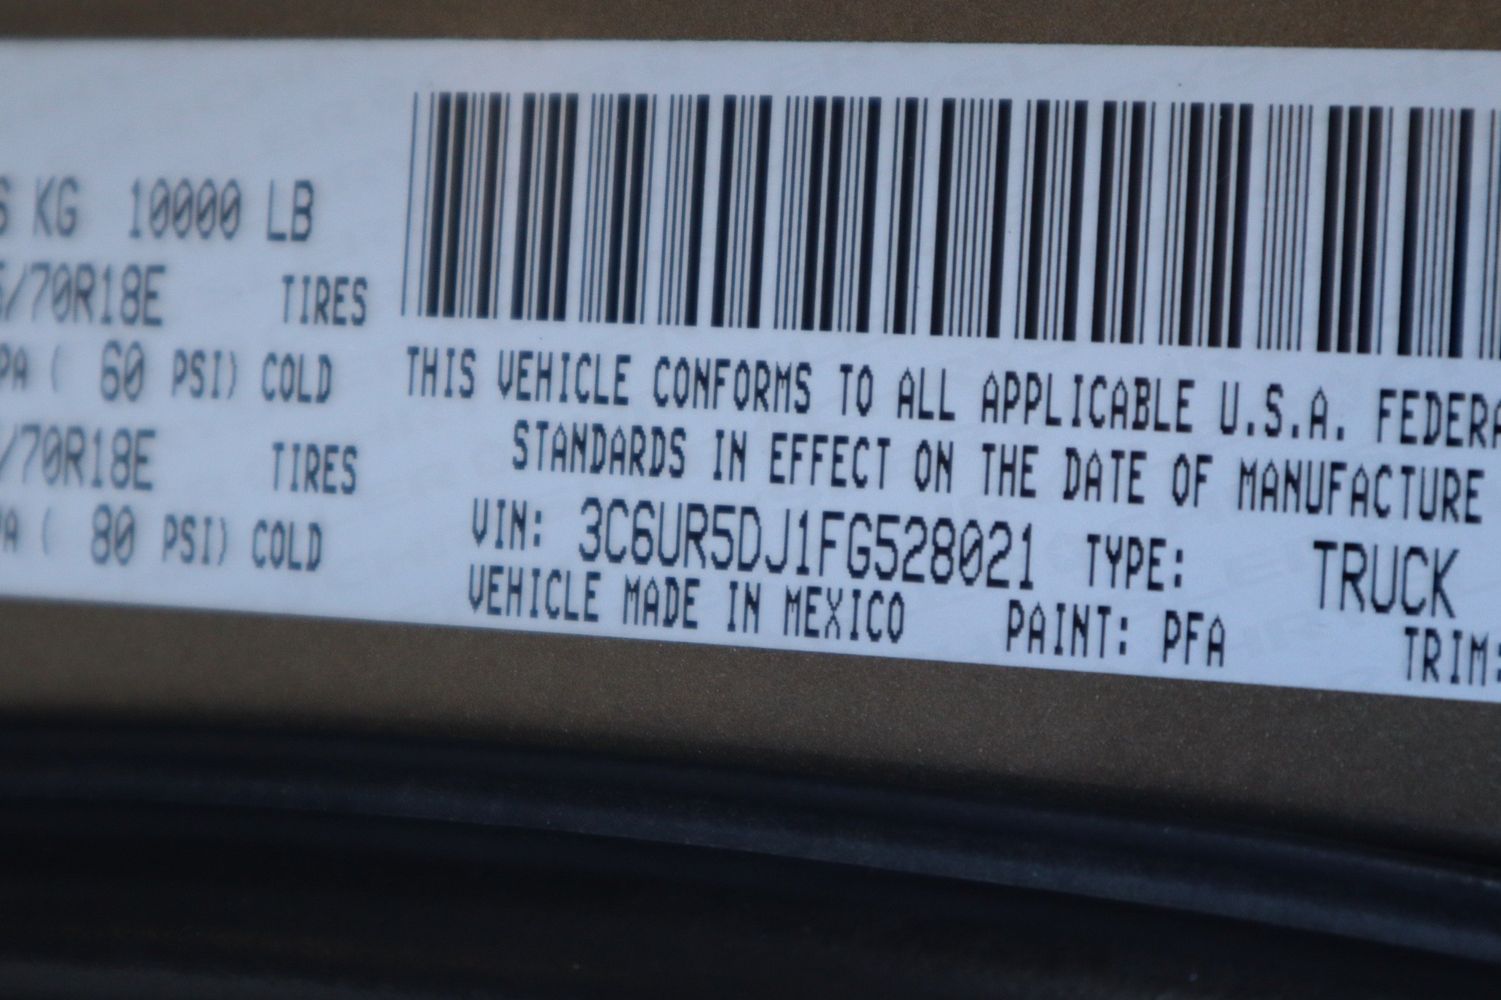 KG 10000 LB
/70R18E TIRES
PA ( 60 PSI) COLD
/70R18E TIRES
PA ( 80 PSI) COLD
THIS VEHICLE CONFORMS TO ALL APPLICABLE U.S.A. FEDERA
STANDARDS IN EFFECT ON THE DATE OF MANUFACTURE
VIN: 3C6UR5DJ1FG528021 TYPE: TRUCK
VEHICLE MADE IN MEXICO PAINT: PFA TRIM: